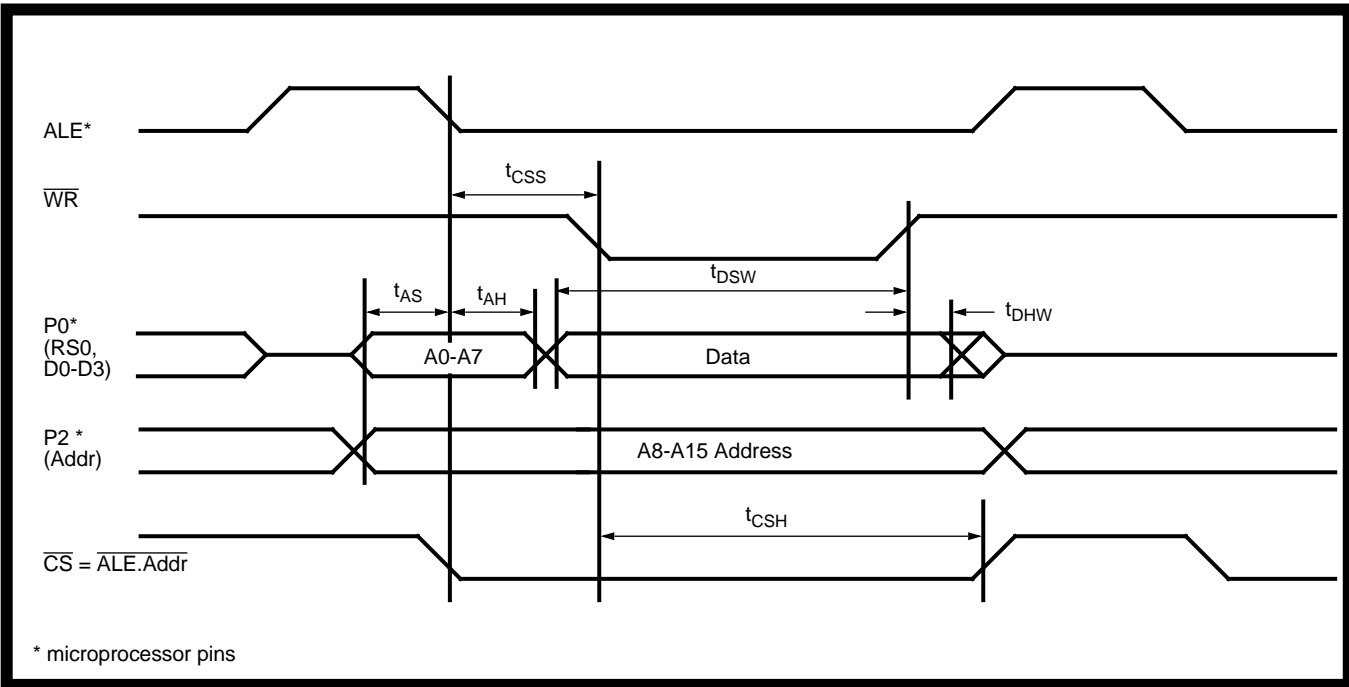 ALE*
tCSS
WR
tDSW
tAS
tAH
tDHW
P0*
(RS0,
D0-D3)
A0-A7
Data
P2 *
(Addr)
A8-A15 Address
tCSH
CS = ALE.Addr
* microprocessor pins